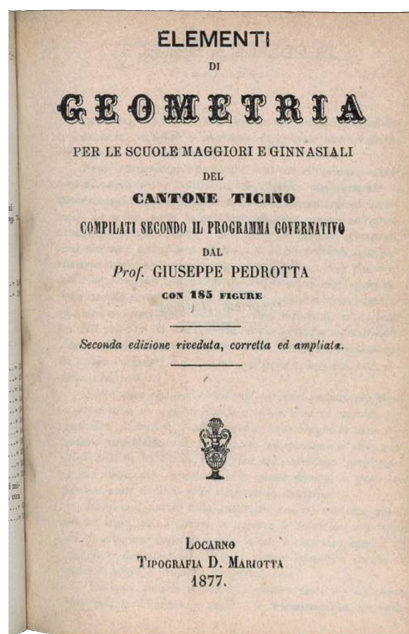 ELEMENTI
DI
GEOMETRIA
PER LE SCUOLE MAGGIORI E GINNASIALI
DEL
CANTONE TICINO
COMPILATI SECONDO IL PROGRAMMA GOVERNATIVO
DAL
Prof. GIUSEPPE PEDROTTA
CON 185 FIGURE
Seconda edizione riveduta, corretta ed ampliata.
LOCARNO
TIPOGRAFIA D. MARIOTTA
1877.